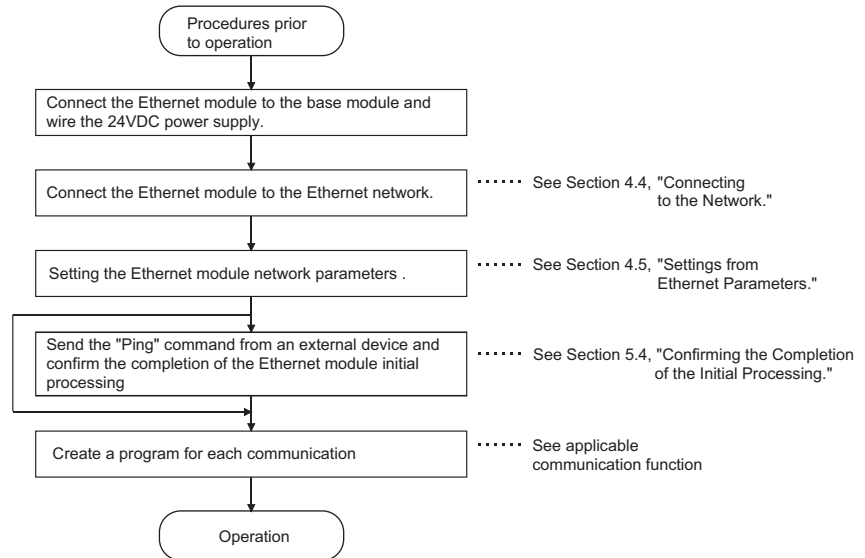 Procedures prior
to operation
Connect the Ethernet module to the base module and
wire the 24VDC power supply.
Connect the Ethernet module to the Ethernet network.
See Section 4.4, "Connecting
to the Network."
Setting the Ethernet module network parameters .
See Section 4.5, "Settings from
Ethernet Parameters."
Send the "Ping" command from an external device and
confirm the completion of the Ethernet module initial
processing
See Section 5.4, "Confirming the Completion
of the Initial Processing."
Create a program for each communication
See applicable
communication function
Operation